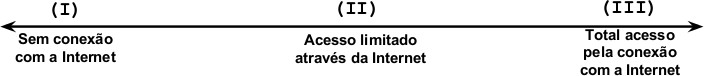 (I) (II) (III)
Sem conexão
com a Internet
Acesso limitado
através da Internet
Total acesso
pela conexão
com a Internet